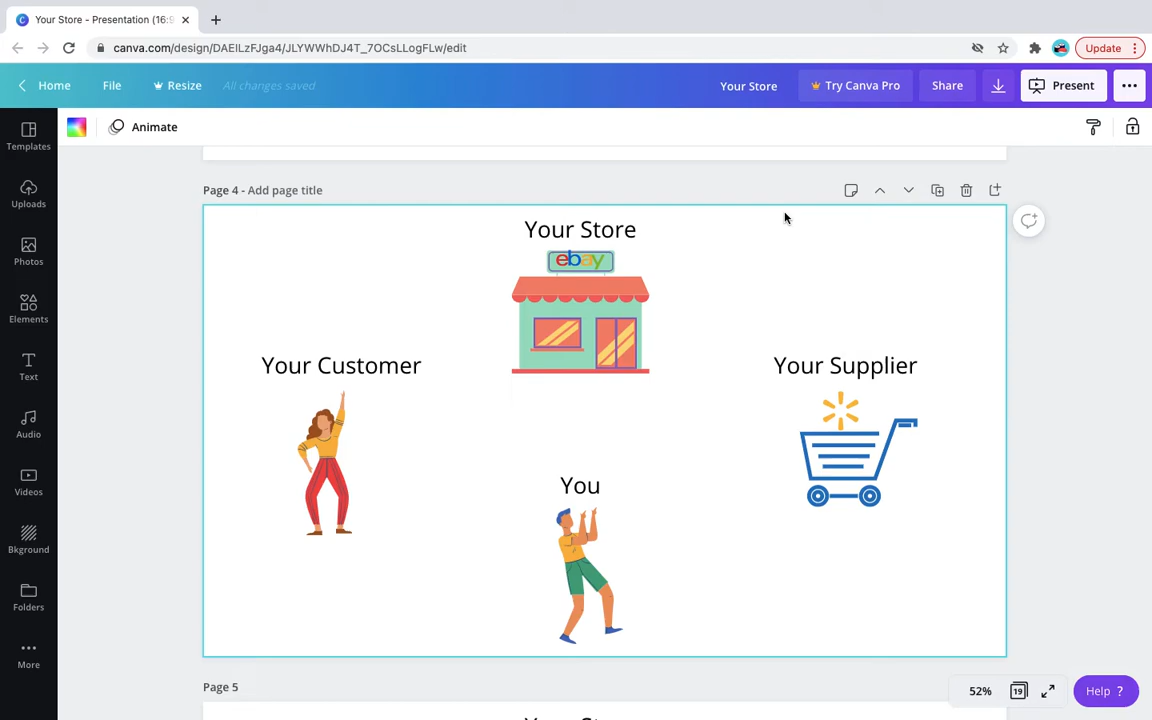 Your Store - Presentation (16:9
canva.com/design/DAEILzFJga4/JLYWWhDJ4T_7OCsLLogFLw/edit
Update
Home
File
Resize
All changes saved
Your Store
Try Canva Pro
Share
Present
Templates
Animate
Uploads
Photos
Elements
Text
Audio
Videos
Bkground
Folders
More
Page 4 - Add page title
Your Store
ebay
Your Customer
Your Supplier
You
Page 5
52%
19
Help ?